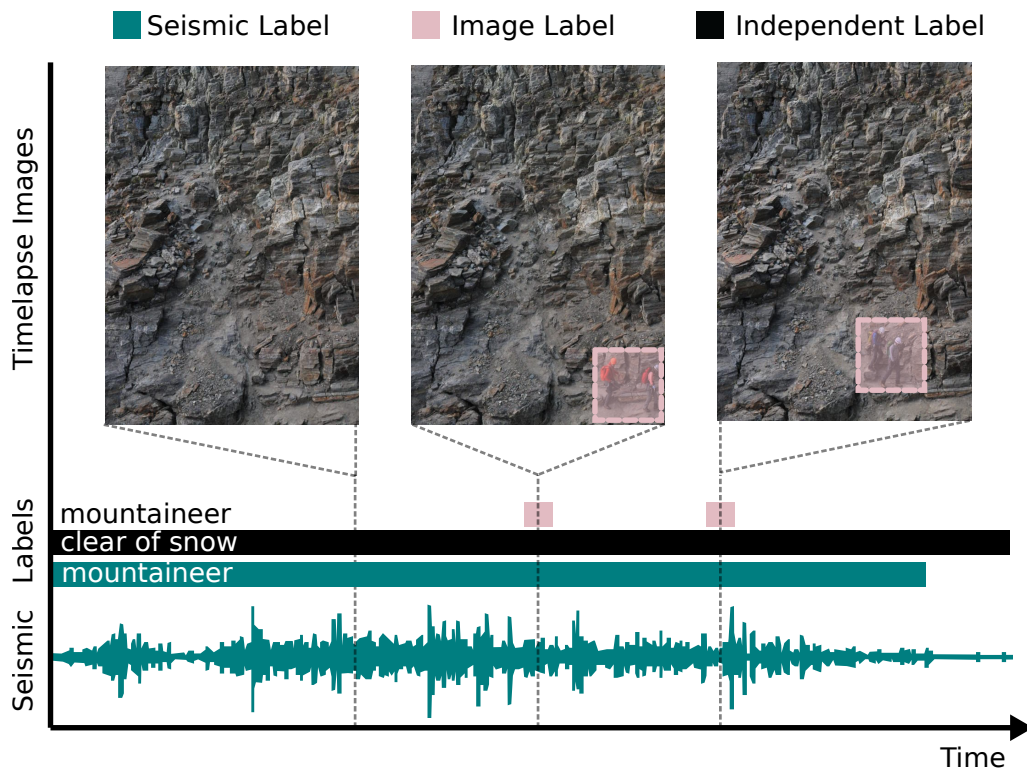 Seismic Label
Image Label
Independent Label
Timelapse Images
Labels
mountaineer
clear of snow
mountaineer
Seismic
Time